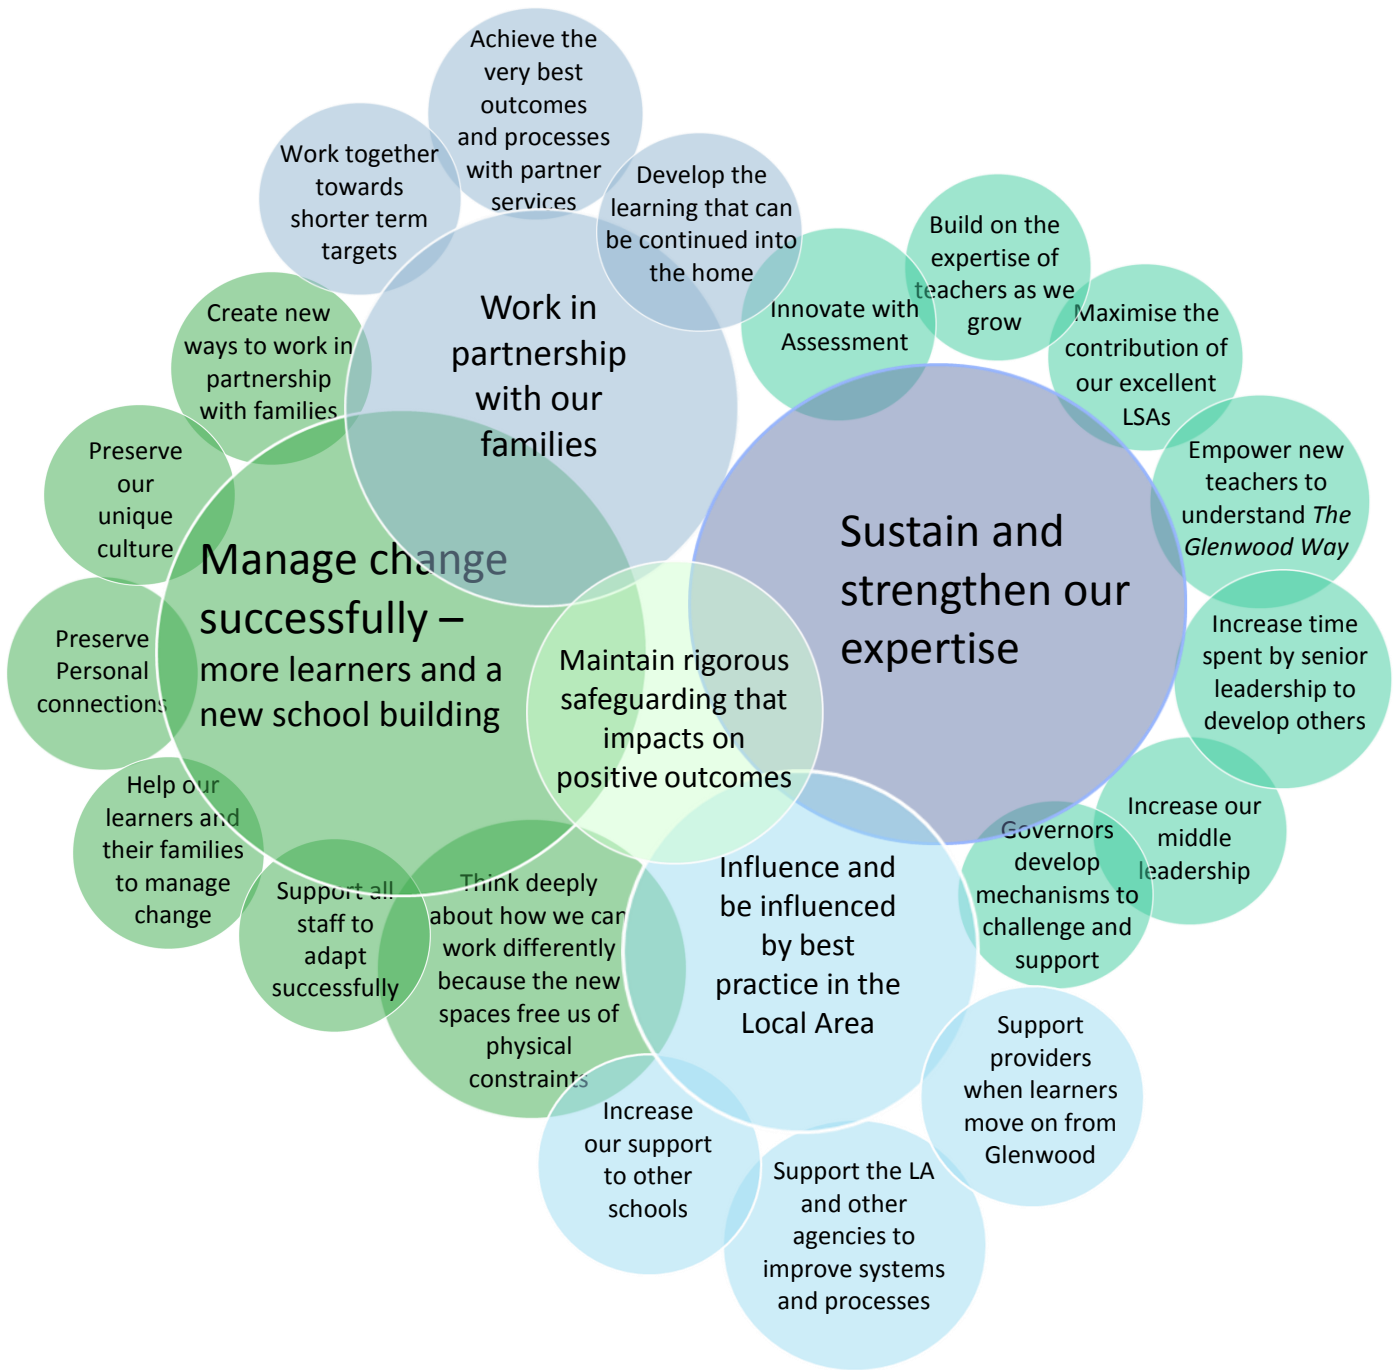 Achieve the
very best
outcomes
and processes
with partner
services
Work together
towards
shorter term
targets
Develop the
learning that can
be continued into
the home
Work in
partnership
with our
families
Create new
ways to work in
partnership
with families
Preserve
our
unique
culture
Preserve
Personal
connections
Help our
learners and
their families
to manage
change
Support all
staff to
adapt
successfully
Think deeply
about how we can
work differently
because the new
spaces free us of
physical
constraints
Manage change
successfully –
more learners and a
new school building
Maintain rigorous
safeguarding that
impacts on
positive outcomes
Innovate with
Assessment
Build on the
expertise of
teachers as we
grow
Maximise the
contribution of
our excellent
LSAs
Empower new
teachers to
understand The
Glenwood Way
Increase time
spent by senior
leadership to
develop others
Increase our
middle
leadership
Governors
develop
mechanisms to
challenge and
support
Sustain and
strengthen our
expertise
Influence and
be influenced
by best
practice in the
Local Area
Support
providers
when learners
move on from
Glenwood
Increase
our support
to other
schools
Support the LA
and other
agencies to
improve systems
and processes